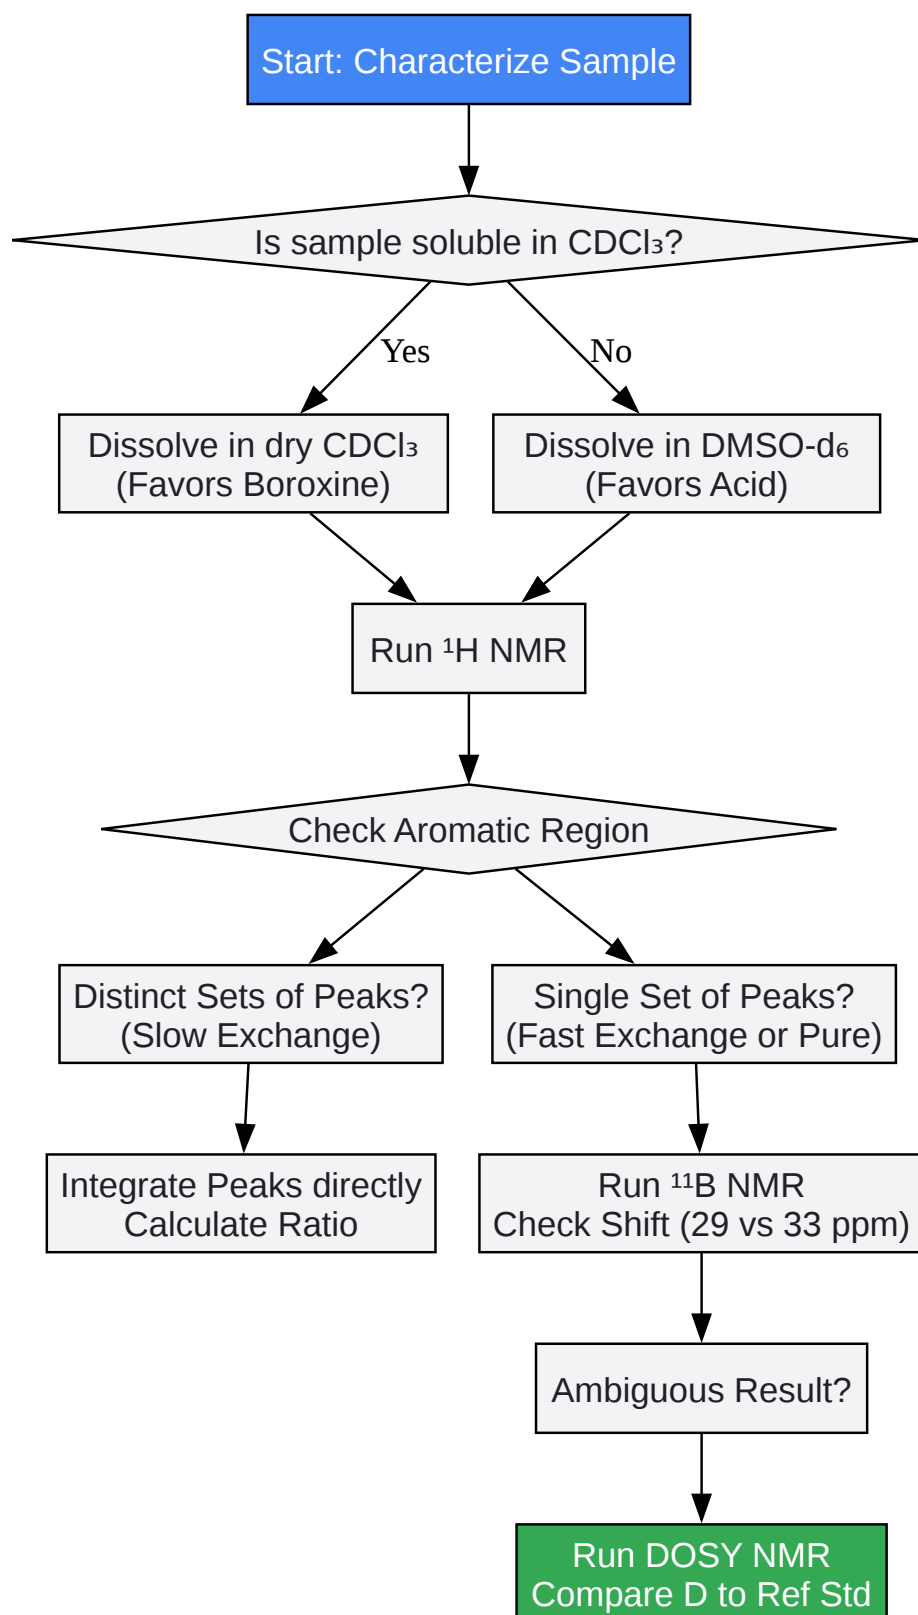 Start: Characterize Sample
Is sample soluble in CDCl₃?
Yes
No
Dissolve in dry CDCl₃
(Favors Boroxine)
Dissolve in DMSO-d₆
(Favors Acid)
Run ¹H NMR
Check Aromatic Region
Distinct Sets of Peaks?
(Slow Exchange)
Single Set of Peaks?
(Fast Exchange or Pure)
Integrate Peaks directly
Calculate Ratio
Run ¹¹B NMR
Check Shift (29 vs 33 ppm)
Ambiguous Result?
Run DOSY NMR
Compare D to Ref Std